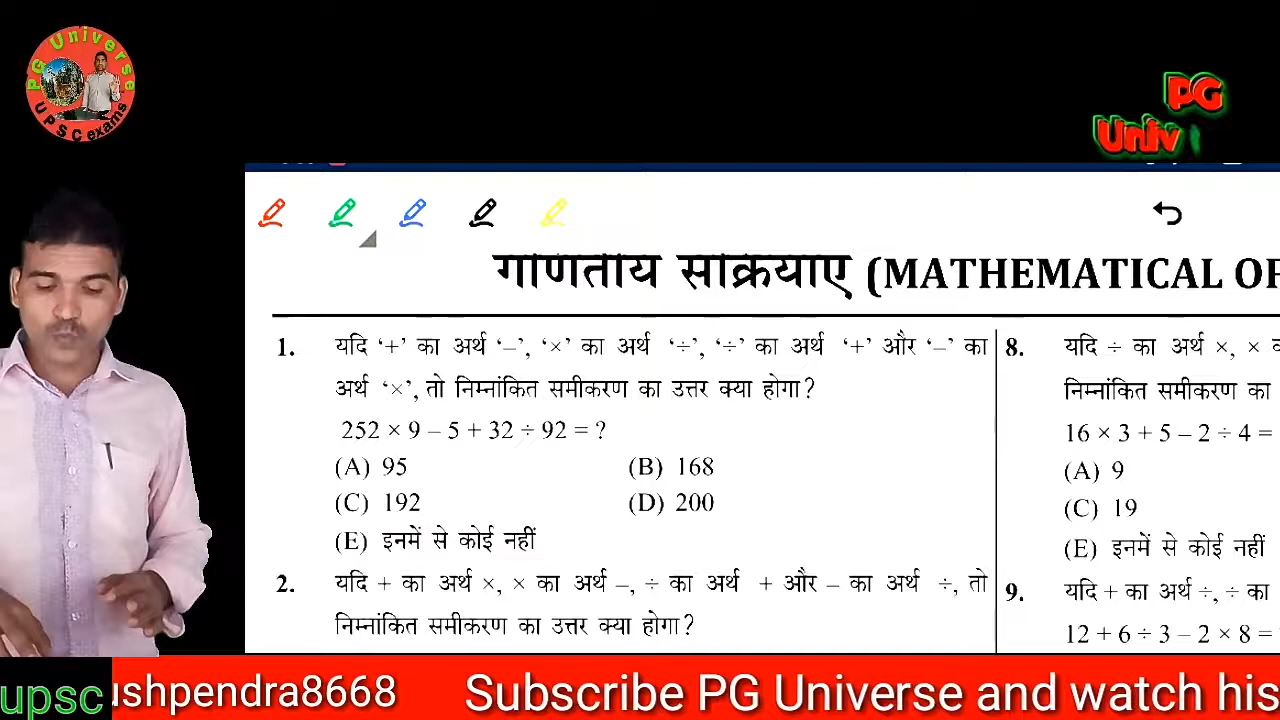 PG Universe
UPSC exams
PG
Univ
गाणताय साक्रयाए (MATHEMATICAL OP
1. यदि ‘+’ का अर्थ ‘–’, ‘×’ का अर्थ ‘÷’, ‘÷’ का अर्थ ‘+’ और ‘–’ का
अर्थ ‘×’, तो निम्नांकित समीकरण का उत्तर क्या होगा?
252 × 9 – 5 + 32 ÷ 92 = ?
(A) 95 (B) 168
(C) 192 (D) 200
(E) इनमें से कोई नहीं
2. यदि + का अर्थ ×, × का अर्थ –, ÷ का अर्थ + और – का अर्थ ÷, तो
निम्नांकित समीकरण का उत्तर क्या होगा?
8. यदि ÷ का अर्थ ×, × क
निम्नांकित समीकरण का
16 × 3 + 5 – 2 ÷ 4 =
(A) 9
(C) 19
(E) इनमें से कोई नहीं
9. यदि + का अर्थ ÷, ÷ का
12 + 6 ÷ 3 – 2 × 8 =
upsc ushpendra8668 Subscribe PG Universe and watch his